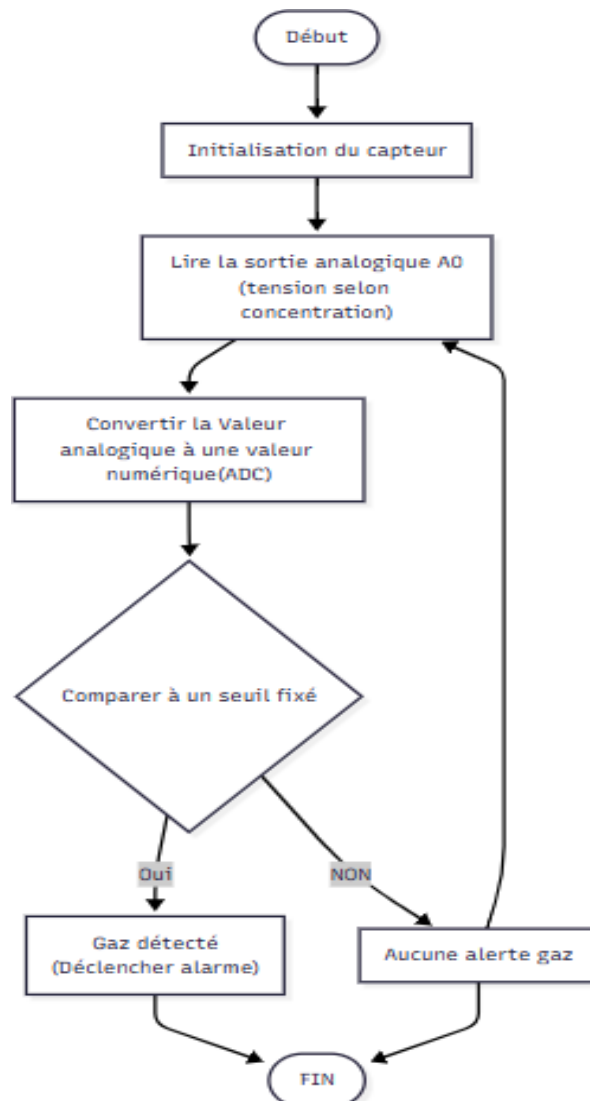 Début
Initialisation du capteur
Lire la sortie analogique A0
(tension selon
concentration)
Convertir la Valeur
analogique à une valeur
numérique(ADC)
Comparer à un seuil fixé
Oui
NON
Gaz détecté
(Déclencher alarme)
Aucune alerte gaz
FIN